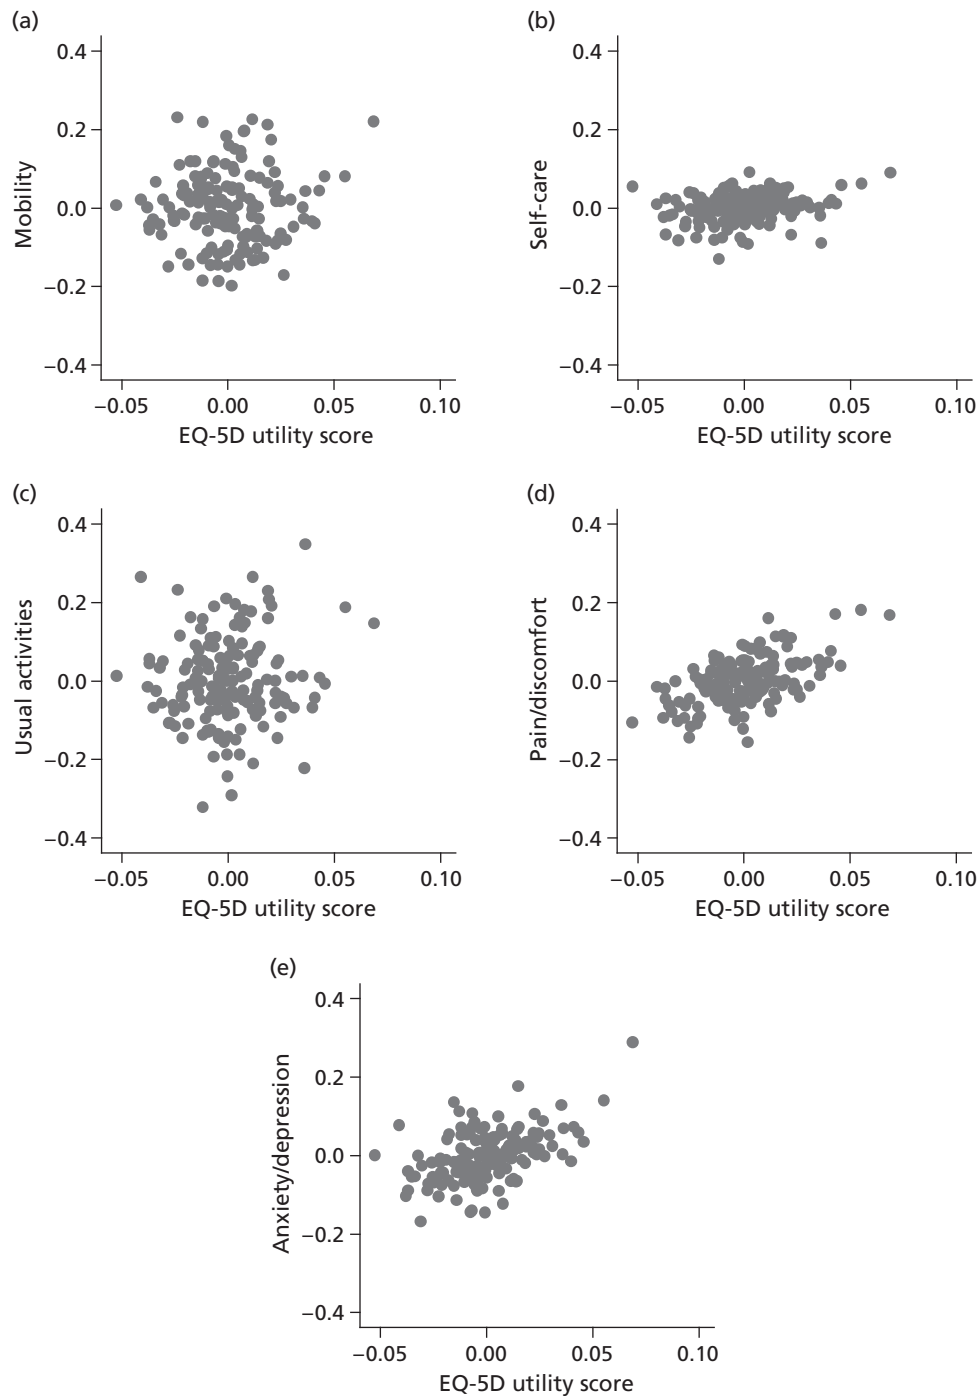 (a)
0.4
0.2
0.0
−0.2
−0.4
Mobility
−0.05 0.00 0.05 0.10
EQ-5D utility score
(b)
0.4
0.2
0.0
−0.2
−0.4
Self-care
−0.05 0.00 0.05 0.10
EQ-5D utility score
(c)
0.4
0.2
0.0
−0.2
−0.4
Usual activities
−0.05 0.00 0.05 0.10
EQ-5D utility score
(d)
0.4
0.2
0.0
−0.2
−0.4
Pain/discomfort
−0.05 0.00 0.05 0.10
EQ-5D utility score
(e)
0.4
0.2
0.0
−0.2
−0.4
Anxiety/depression
−0.05 0.00 0.05 0.10
EQ-5D utility score